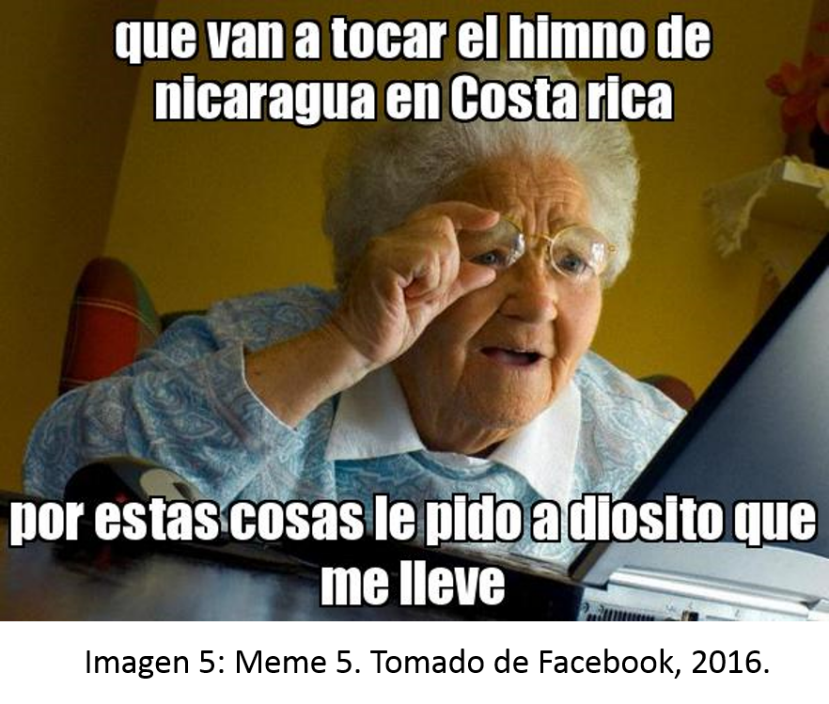 que van a tocar el himno de
nicaragua en Costa rica
por estas cosas le pido a diosito que
me lleve
Imagen 5: Meme 5. Tomado de Facebook, 2016.